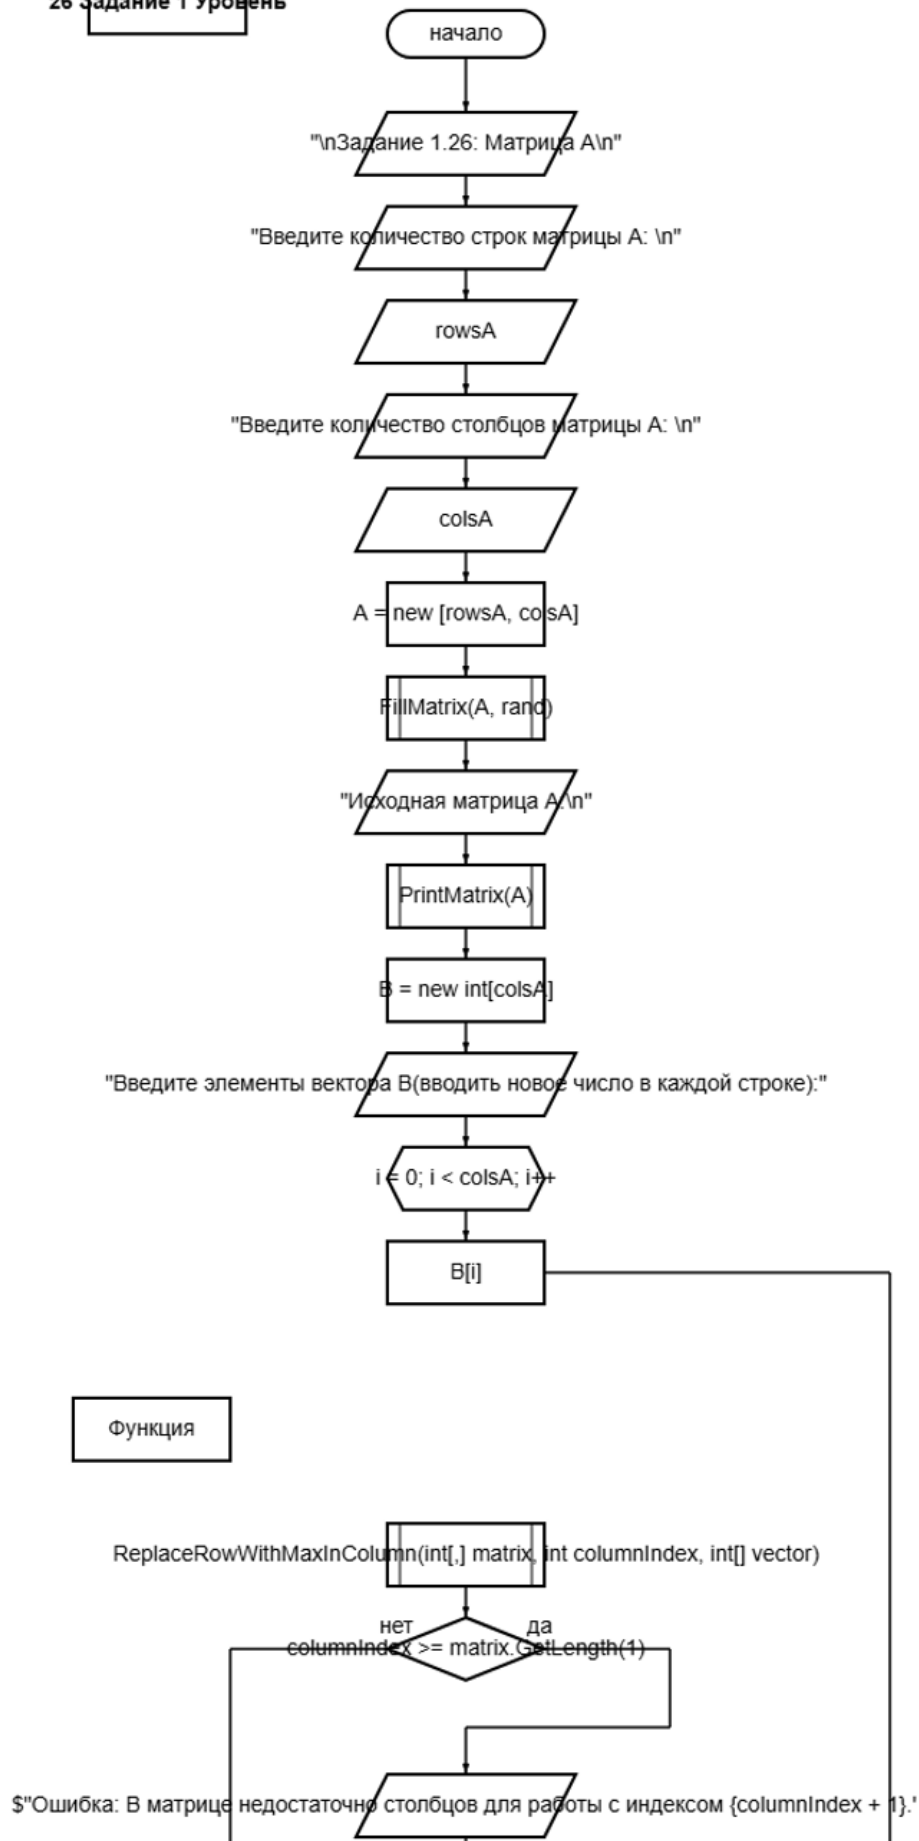 26 Задание 1 Уровень
начало
"\nЗадание 1.26: Матрица A\n"
"Введите количество строк матрицы A: \n"
rowsA
"Введите количество столбцов матрицы A: \n"
colsA
A = new [rowsA, colsA]
FillMatrix(A, rand)
"Исходная матрица A:\n"
PrintMatrix(A)
B = new int[colsA]
"Введите элементы вектора B(вводить новое число в каждой строке):"
i = 0; i < colsA; i++
B[i]
Функция
ReplaceRowWithMaxInColumn(int[,] matrix, int columnIndex, int[] vector)
нет да
columnIndex >= matrix.GetLength(1)
$"Ошибка: В матрице недостаточно столбцов для работы с индексом {columnIndex + 1}."